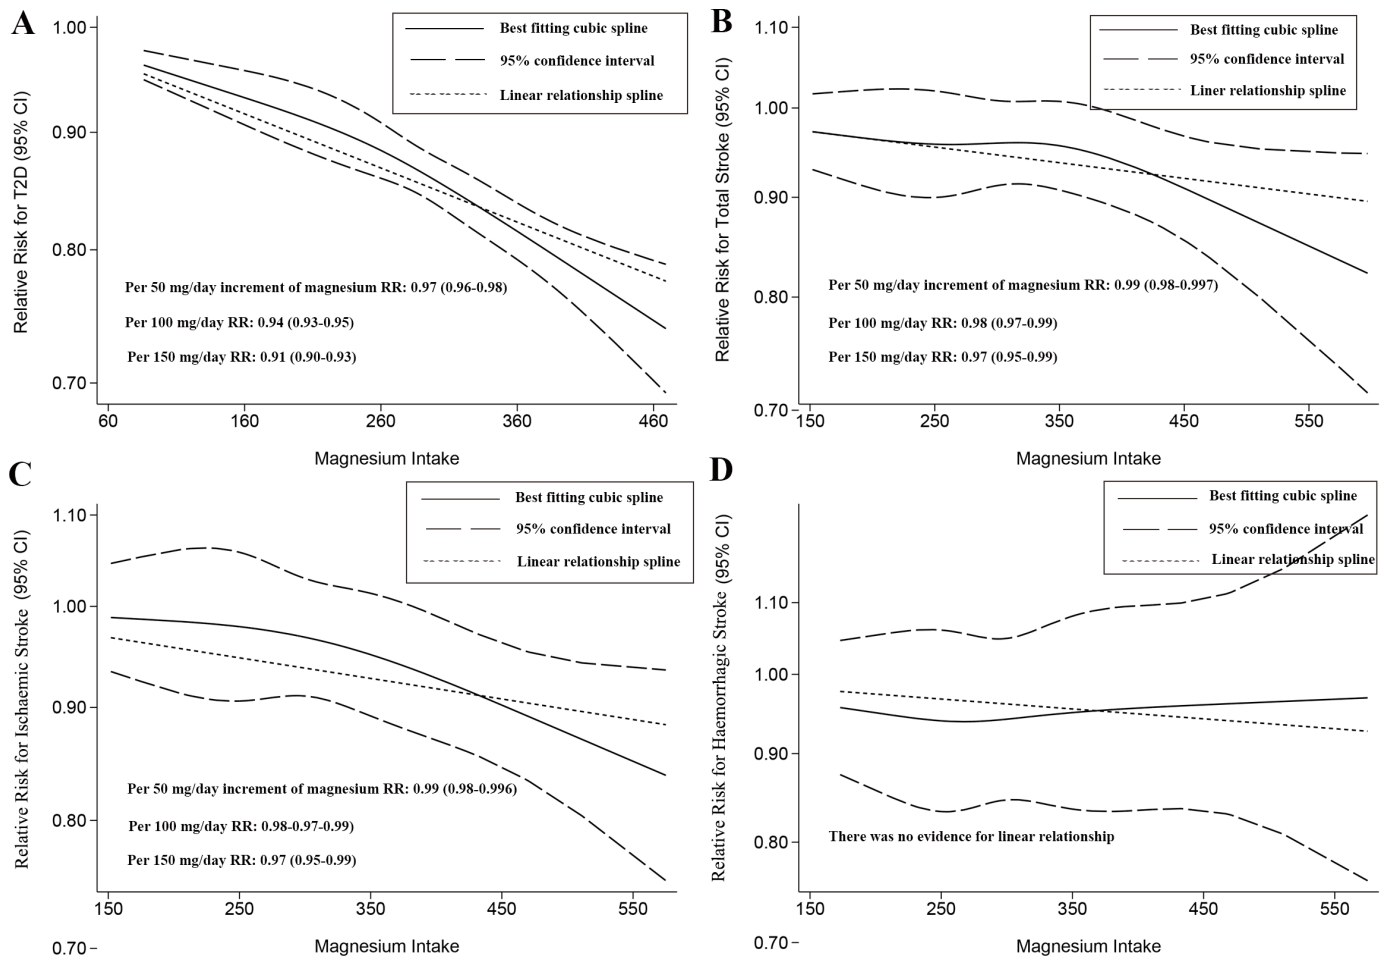 A
Relative Risk for T2D (95% CI)
1.00
0.90
0.80
0.70
Best fitting cubic spline
95% confidence interval
Linear relationship spline
Per 50 mg/day increment of magnesium RR: 0.97 (0.96-0.98)
Per 100 mg/day RR: 0.94 (0.93-0.95)
Per 150 mg/day RR: 0.91 (0.90-0.93)
60 160 260 360 460
Magnesium Intake
B
Relative Risk for Total Stroke (95% CI)
1.10
1.00
0.90
0.80
0.70
Best fitting cubic spline
95% confidence interval
Liner relationship spline
Per 50 mg/day increment of magnesium RR: 0.99 (0.98-0.997)
Per 100 mg/day RR: 0.98 (0.97-0.99)
Per 150 mg/day RR: 0.97 (0.95-0.99)
150 250 350 450 550
Magnesium Intake
C
Relative Risk for Ischaemic Stroke (95% CI)
1.10
1.00
0.90
0.80
0.70
Best fitting cubic spline
95% confidence interval
Linear relationship spline
Per 50 mg/day increment of magnesium RR: 0.99 (0.98-0.996)
Per 100 mg/day RR: 0.98-0.97-0.99)
Per 150 mg/day RR: 0.97 (0.95-0.99)
150 250 350 450 550
Magnesium Intake
D
Relative Risk for Haemorrhagic Stroke (95% CI)
1.10
1.00
0.90
0.80
0.70
Best fitting cubic spline
95% confidence interval
Linear relationship spline
There was no evidence for linear relationship
150 250 350 450 550
Magnesium Intake